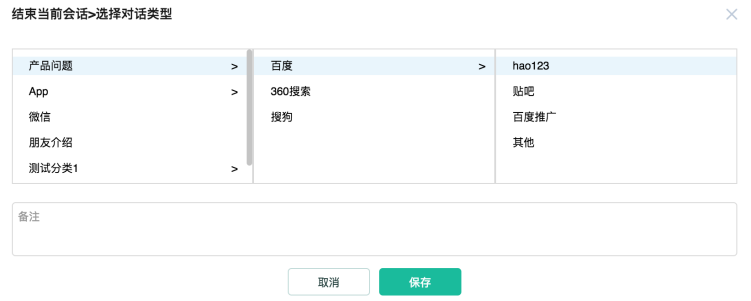 结束当前会话>选择对话类型
产品问题 >
App >
微信
朋友介绍
测试分类1 >
百度 >
360搜索
搜狗
hao123
贴吧
百度推广
其他
备注
取消
保存